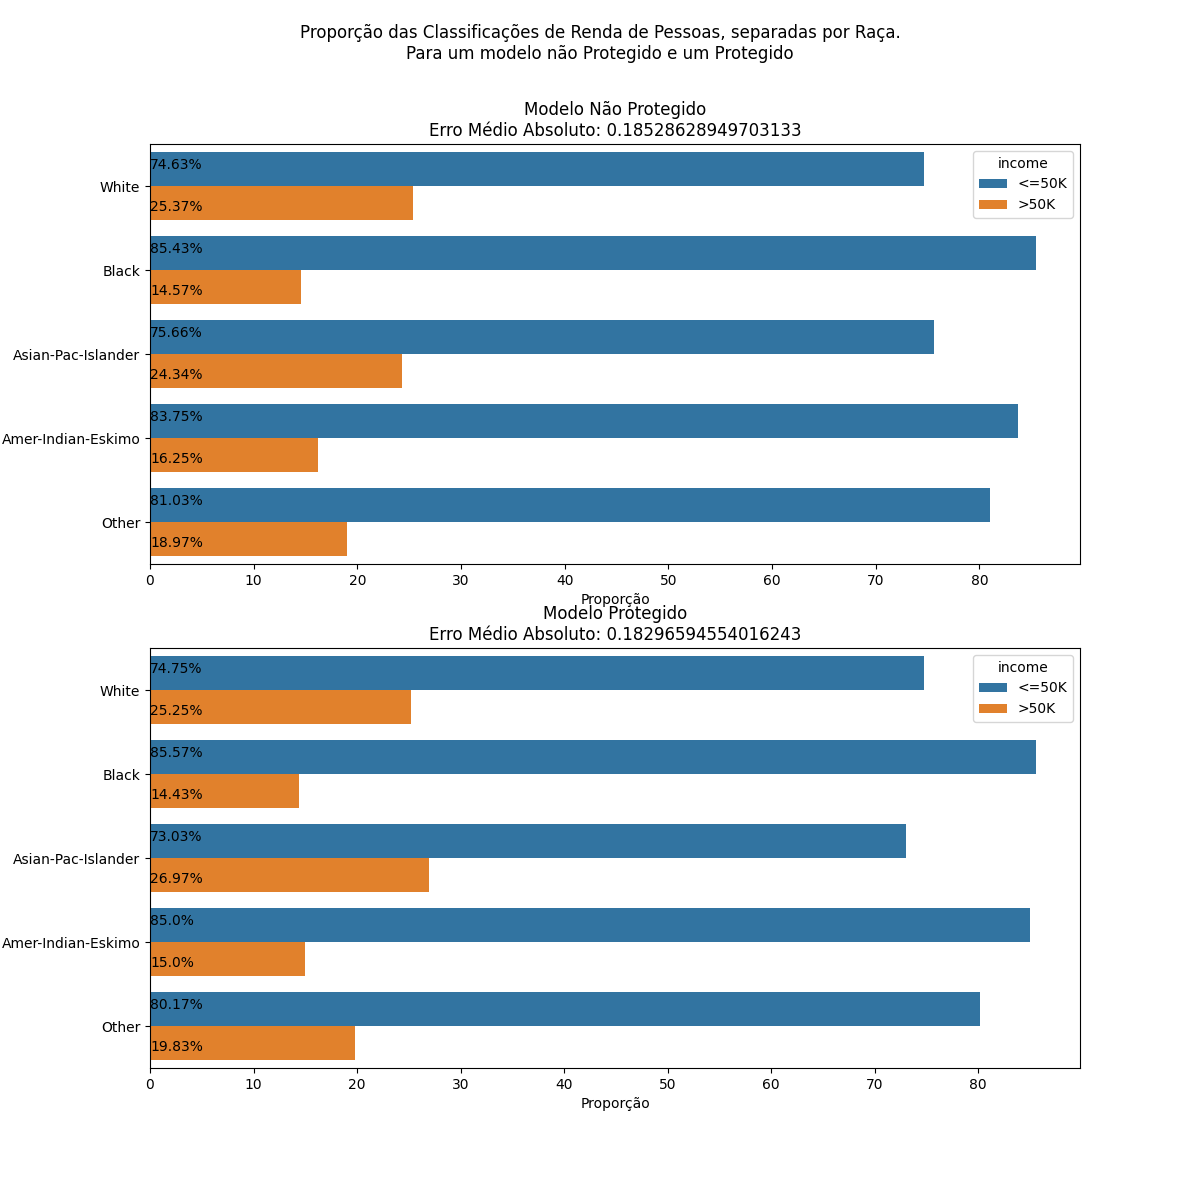 Proporção das Classificações de Renda de Pessoas, separadas por Raça.
Para um modelo não Protegido e um Protegido
Modelo Não Protegido
Erro Médio Absoluto: 0.18528628949703133
income
<=50K
>50K
White
74.63%
25.37%
Black
85.43%
14.57%
Asian-Pac-Islander
75.66%
24.34%
Amer-Indian-Eskimo
83.75%
16.25%
Other
81.03%
18.97%
0 10 20 30 40 50 60 70 80
Proporção
Modelo Protegido
Erro Médio Absoluto: 0.18296594554016243
income
<=50K
>50K
White
74.75%
25.25%
Black
85.57%
14.43%
Asian-Pac-Islander
73.03%
26.97%
Amer-Indian-Eskimo
85.0%
15.0%
Other
80.17%
19.83%
0 10 20 30 40 50 60 70 80
Proporção